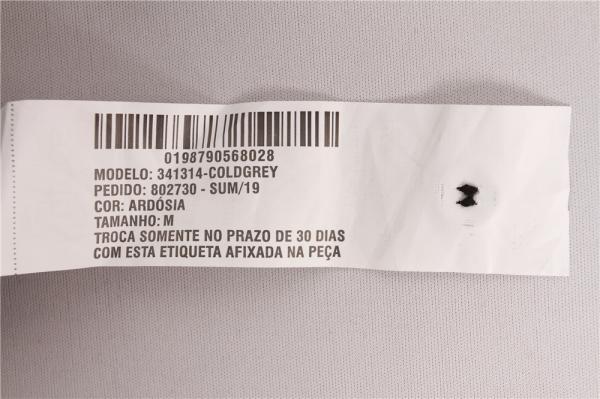 0198790568028
MODELO: 341314-COLDGREY
PEDIDO: 802730 - SUM/19
COR: ARDÓSIA
TAMANHO: M
TROCA SOMENTE NO PRAZO DE 30 DIAS
COM ESTA ETIQUETA AFIXADA NA PEÇA